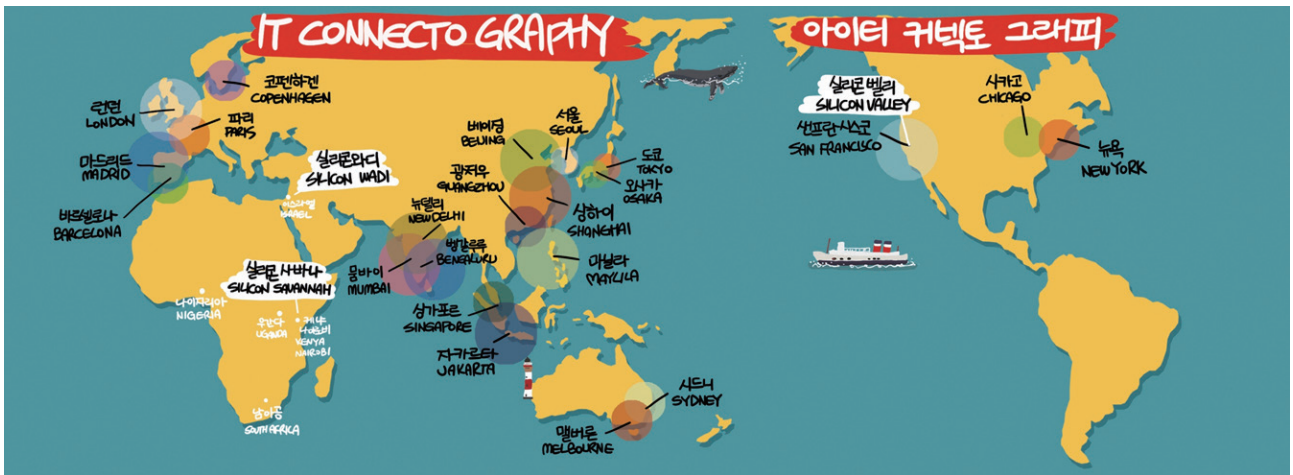 IT CONNECTO GRAPHY
아이티 커넥토 그래피
코펜하겐
COPENHAGEN
런던
LONDON
파리
PARIS
마드리드
MADRID
바르셀로나
BARCELONA
실리콘와디
SILICON WADI
이스라엘
ISRAEL
실리콘 사바나
SILICON SAVANNAH
나이지리아
NIGERIA
우간다
UGANDA
케냐
나이로비
KENYA
NAIROBI
남아공
SOUTH AFRICA
베이징
BEIJING
서울
SEOUL
광저우
GUANGZHOU
도쿄
TOKYO
오사카
OSAKA
상하이
SHANGHAI
뉴델리
NEW DELHI
벵갈루루
BENGALURU
뭄바이
MUMBAI
마닐라
MAYLILA
싱가포르
SINGAPORE
자카르타
JAKARTA
시드니
SYDNEY
맬버른
MELBOURNE
실리콘 벨리
SILICON VALLEY
샌프란시스코
SAN FRANCISCO
시카고
CHICAGO
뉴욕
NEW YORK